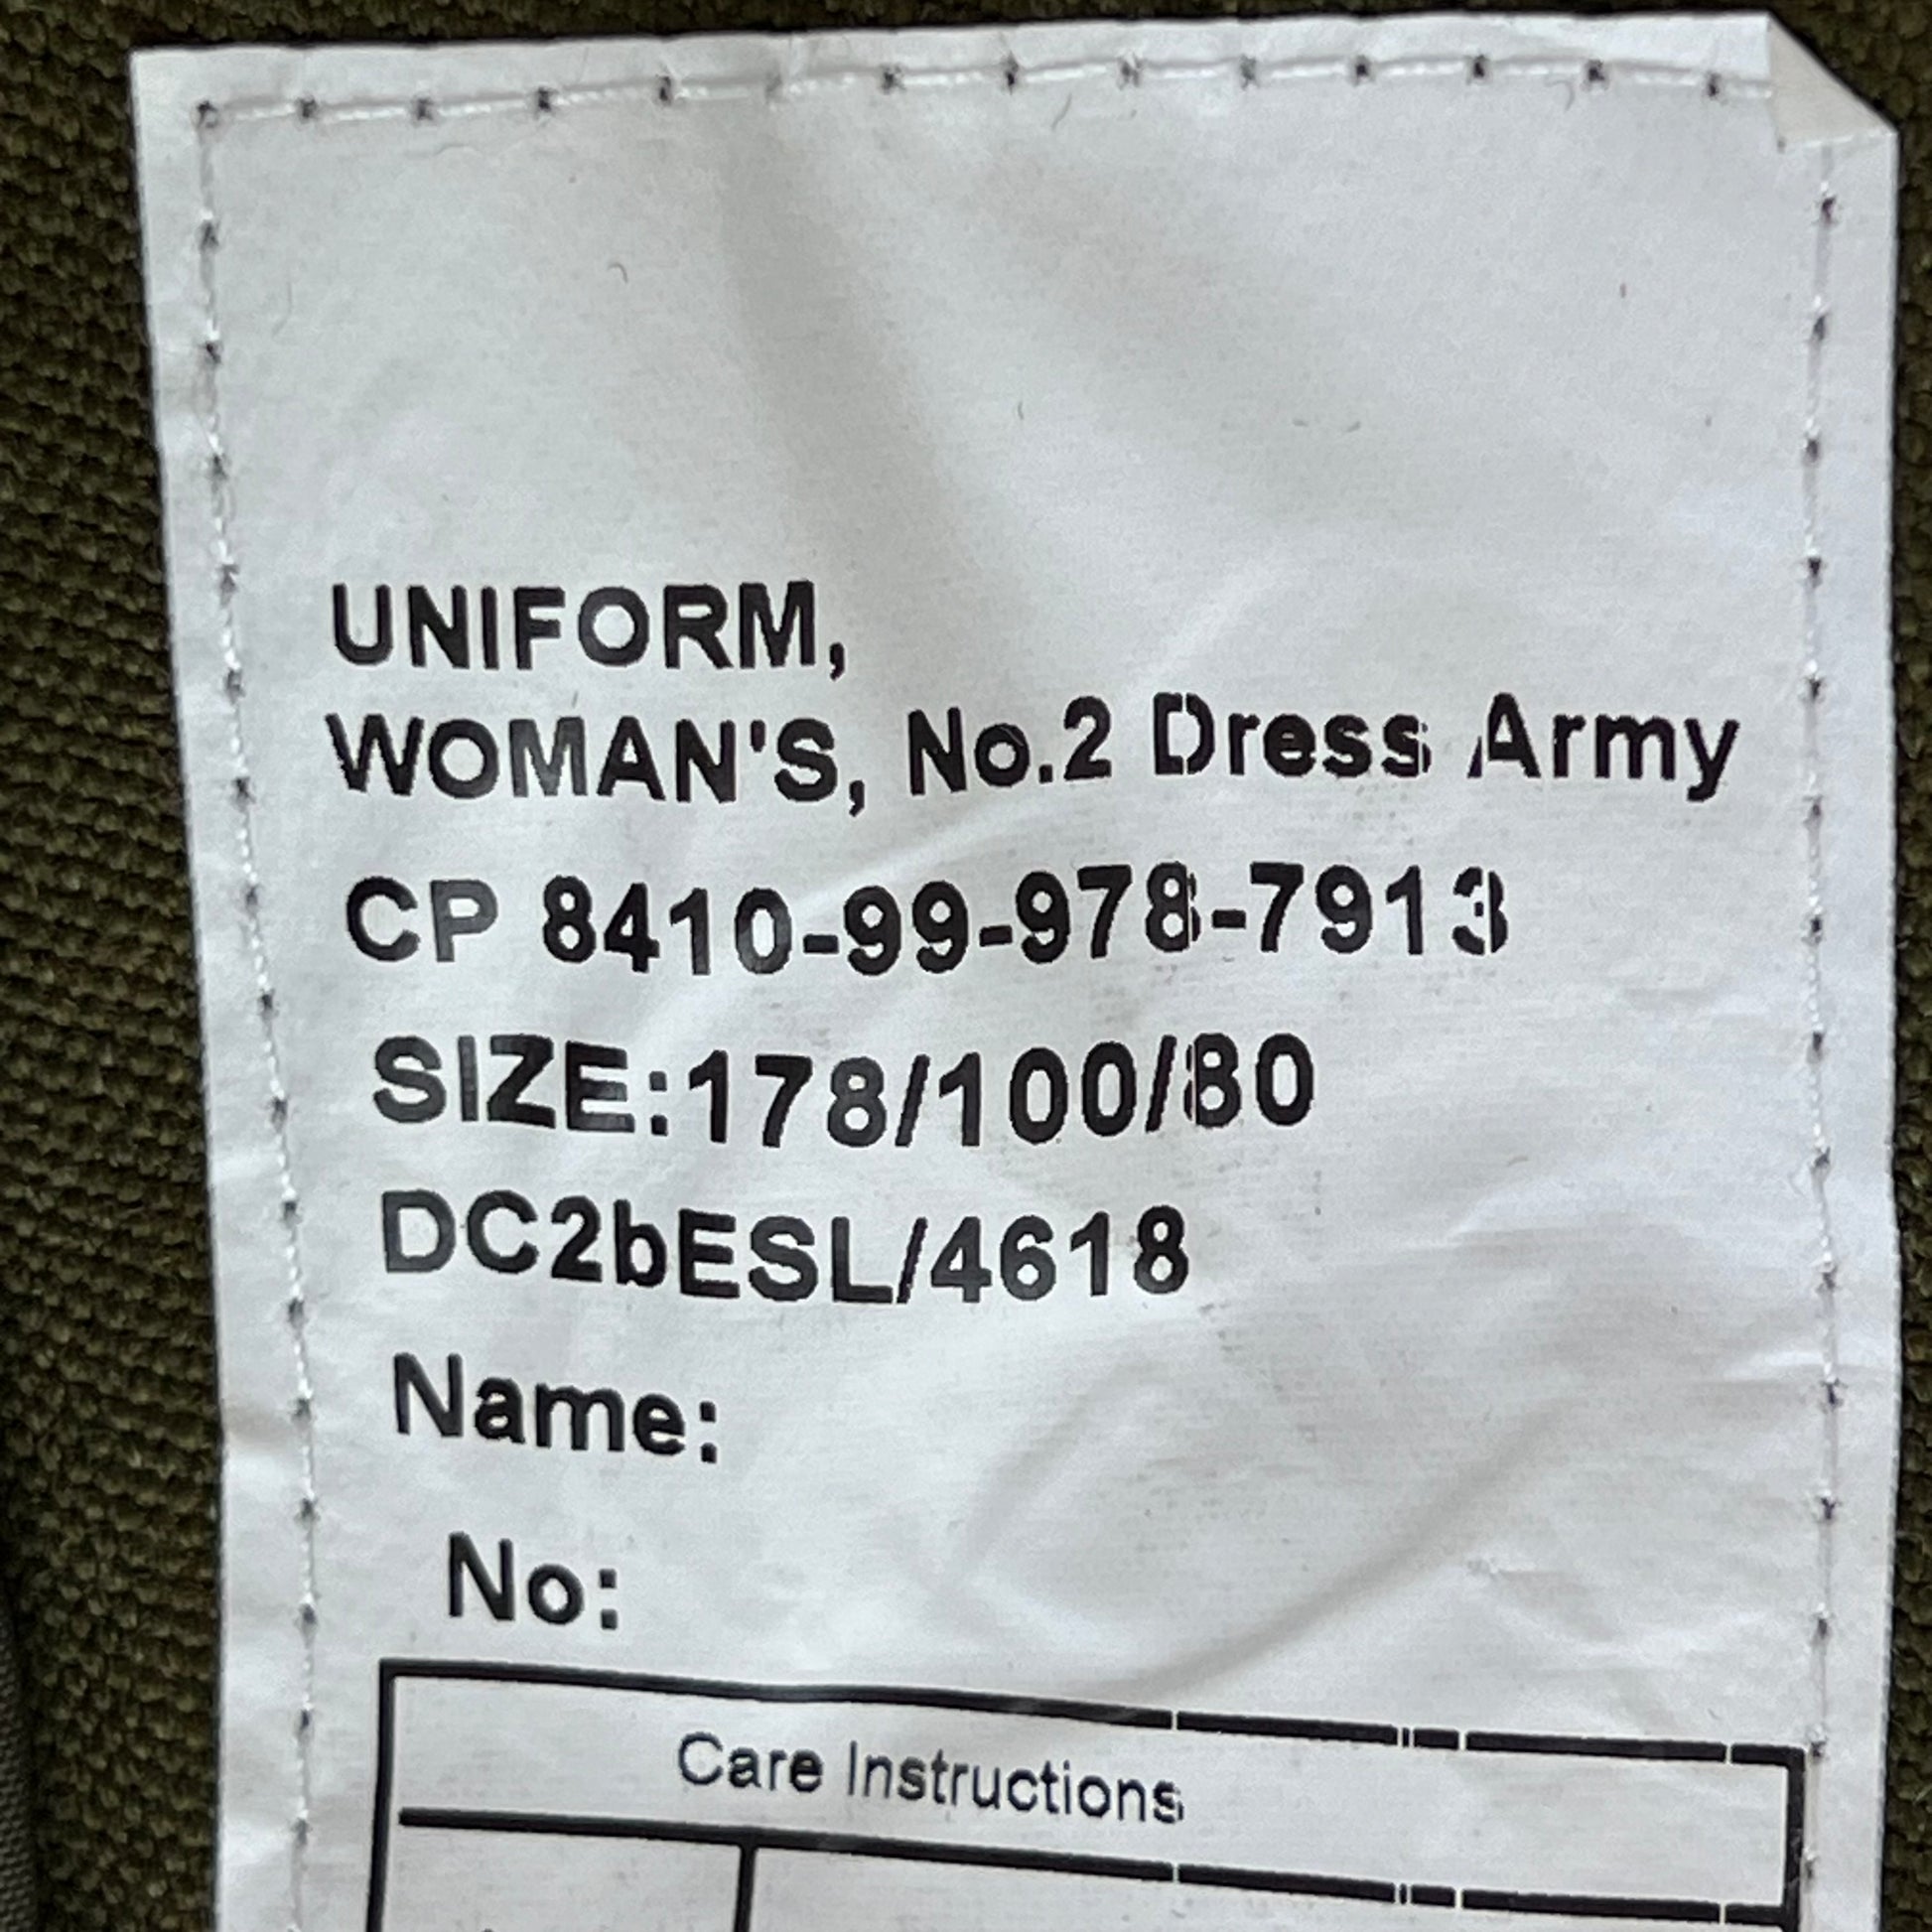 UNIFORM,
WOMAN'S, No.2 Dress Army
CP 8410-99-978-7913
SIZE:178/100/80
DC2bESL/4618
Name:
No:
Care Instructions